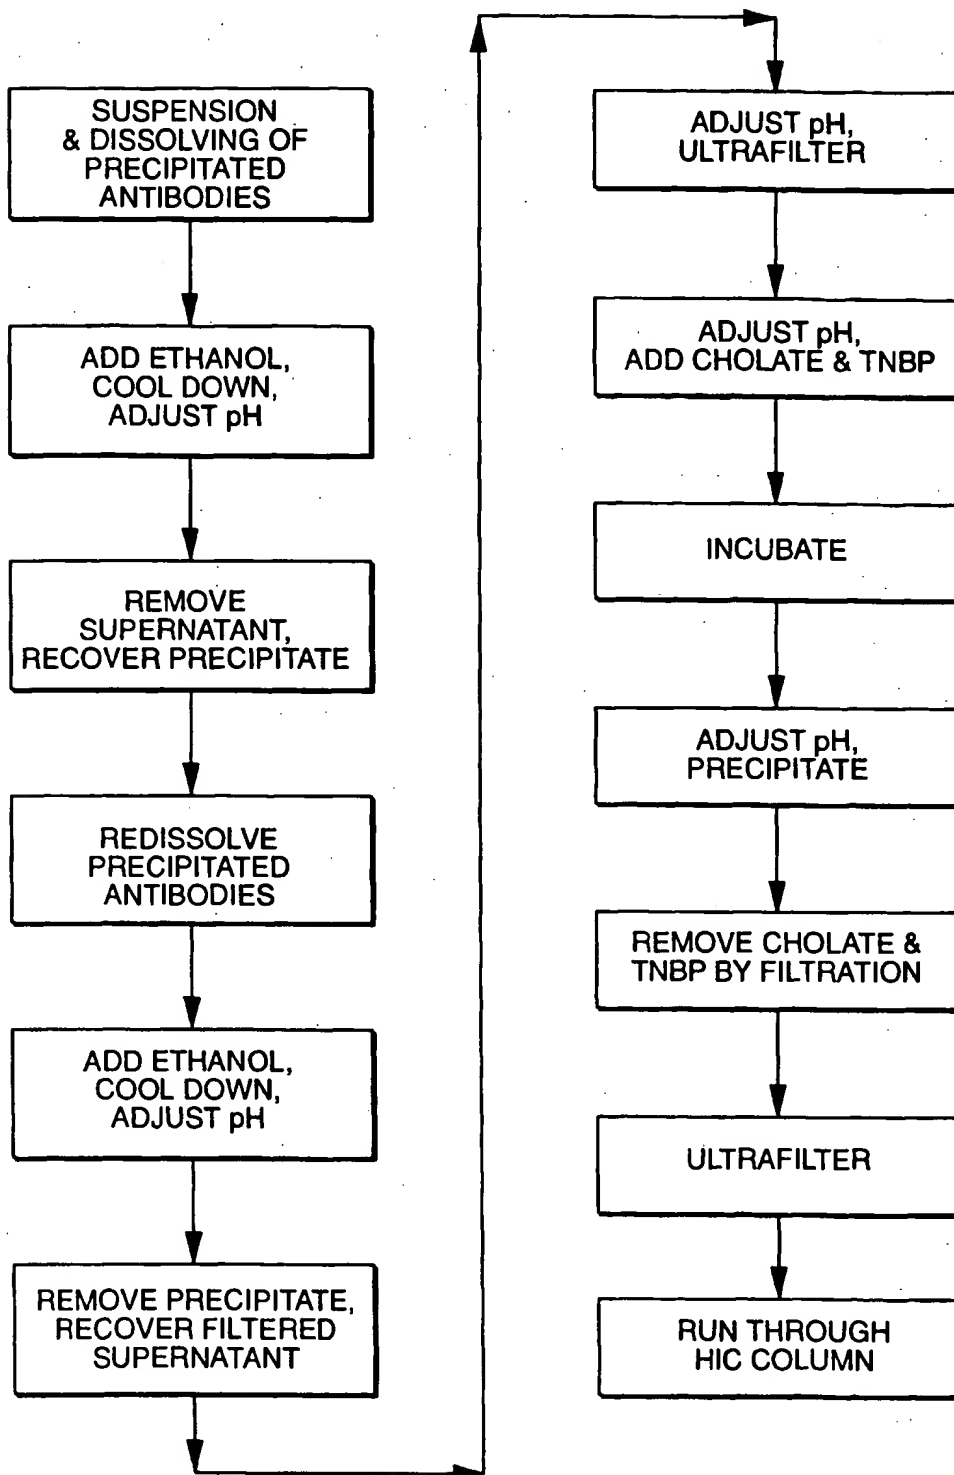 SUSPENSION
& DISSOLVING OF
PRECIPITATED
ANTIBODIES
ADD ETHANOL,
COOL DOWN,
ADJUST pH
REMOVE
SUPERNATANT,
RECOVER PRECIPITATE
REDISSOLVE
PRECIPITATED
ANTIBODIES
ADD ETHANOL,
COOL DOWN,
ADJUST pH
REMOVE PRECIPITATE,
RECOVER FILTERED
SUPERNATANT
ADJUST pH,
ULTRAFILTER
ADJUST pH,
ADD CHOLATE & TNBP
INCUBATE
ADJUST pH,
PRECIPITATE
REMOVE CHOLATE &
TNBP BY FILTRATION
ULTRAFILTER
RUN THROUGH
HIC COLUMN